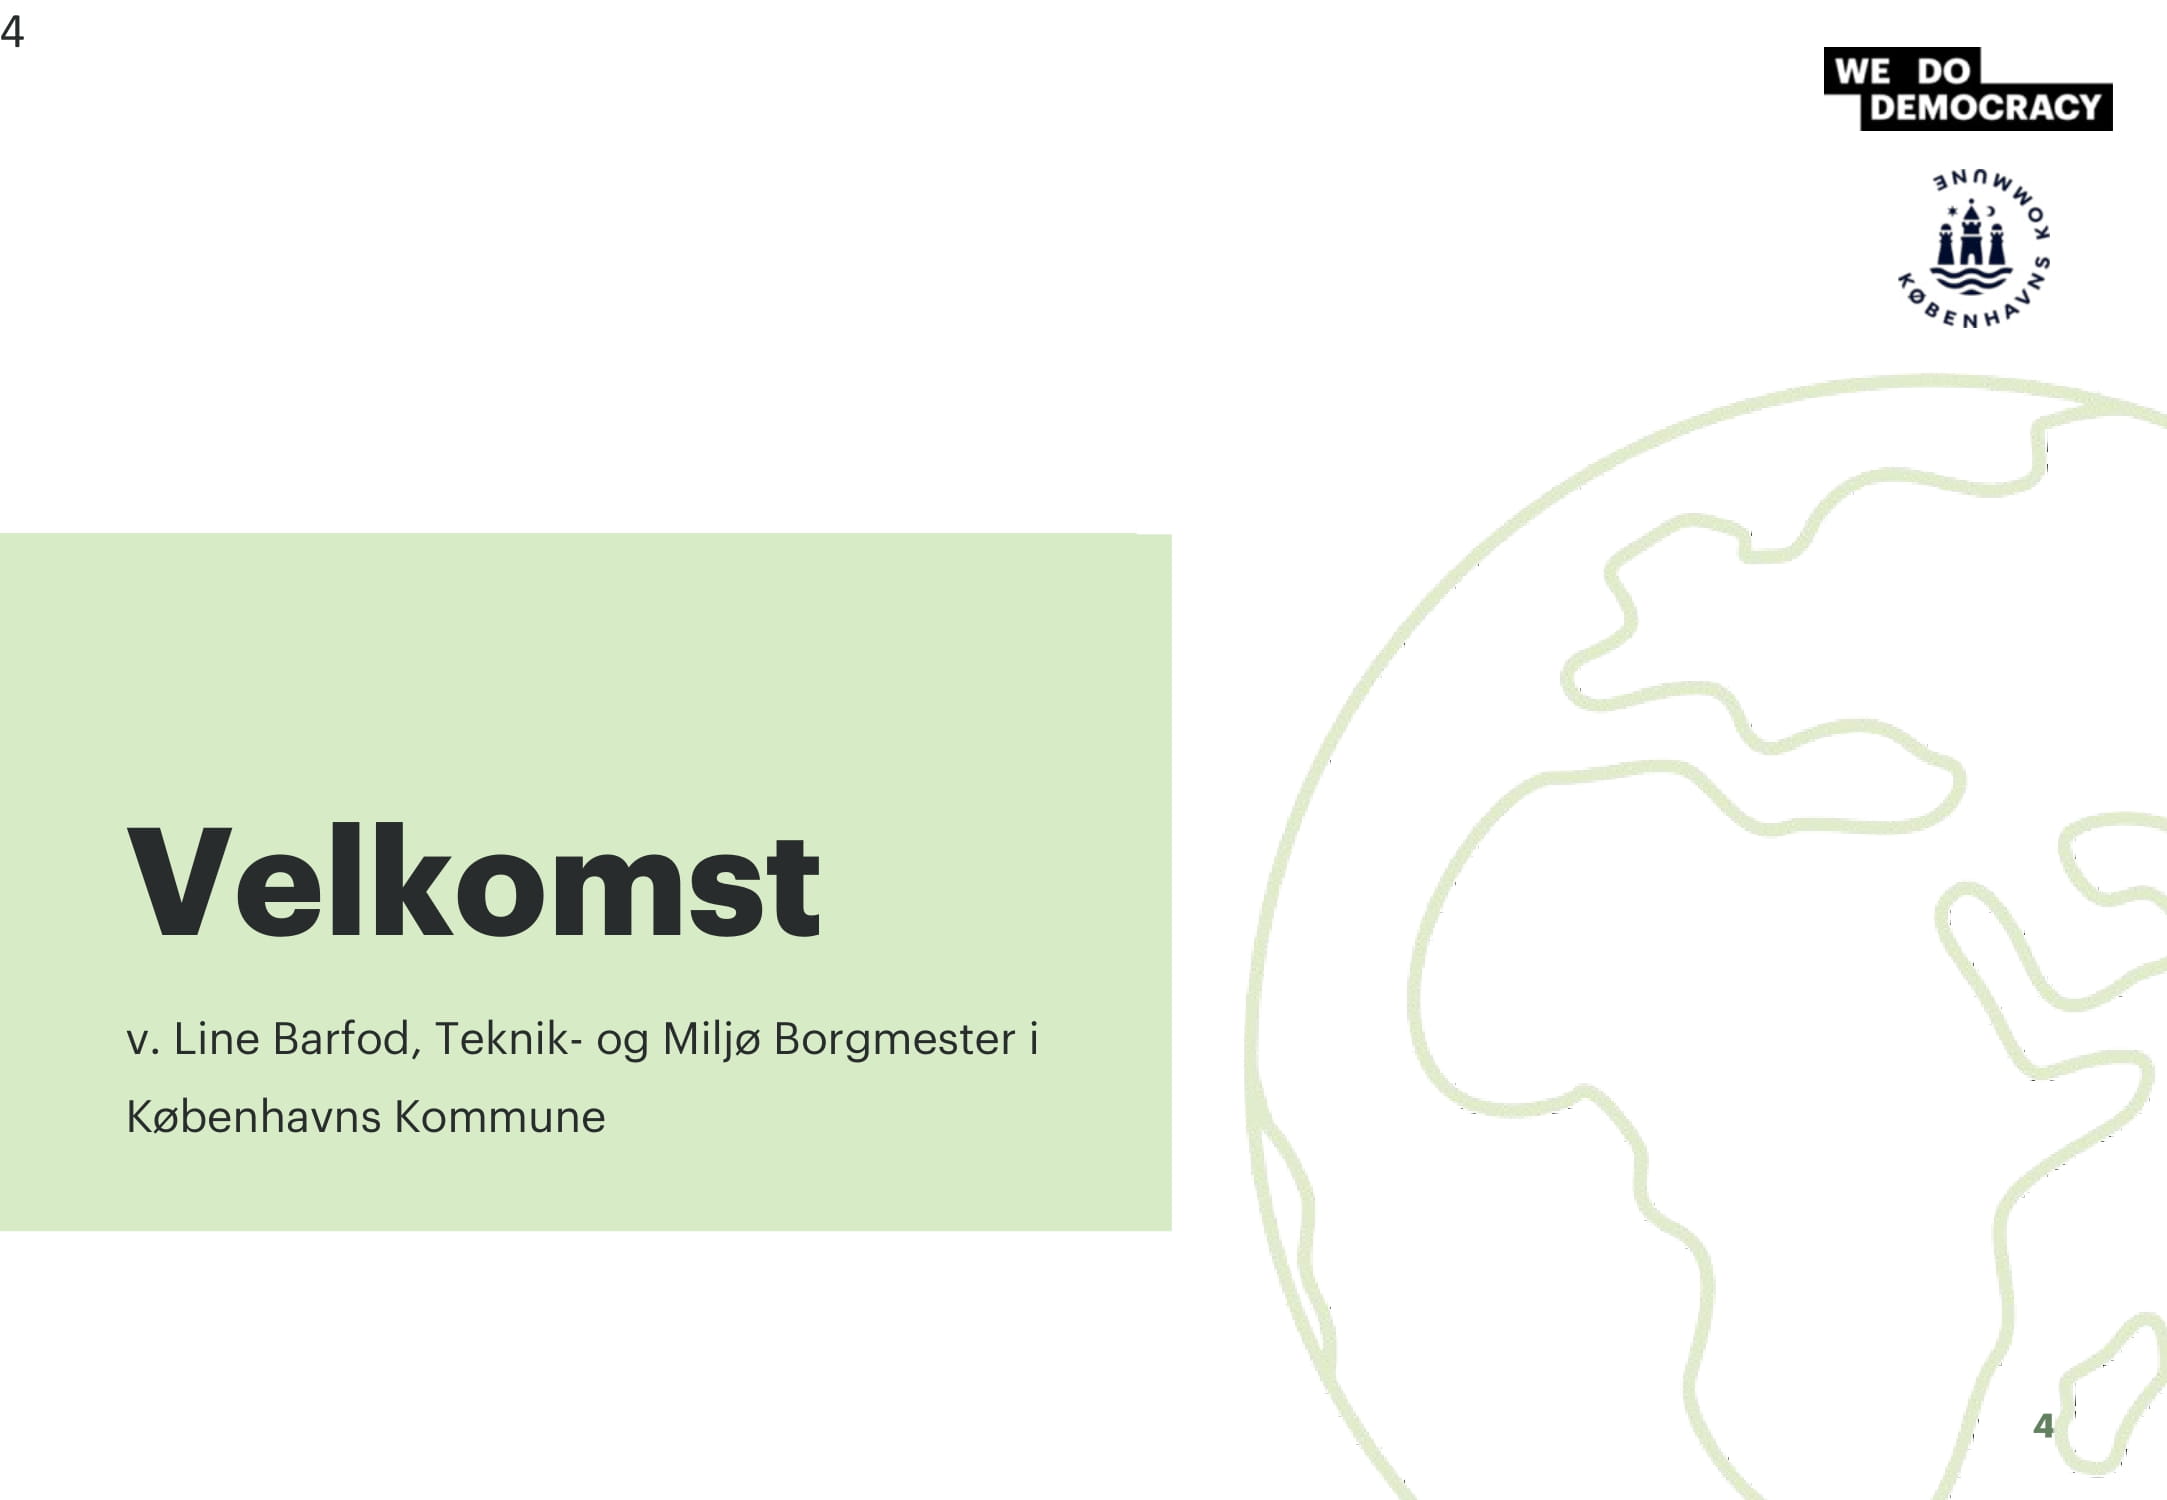 4
WE DO
DEMOCRACY
KØBENHAVNS KOMMUNE
Velkomst
v. Line Barfod, Teknik- og Miljø Borgmester i
Københavns Kommune
4